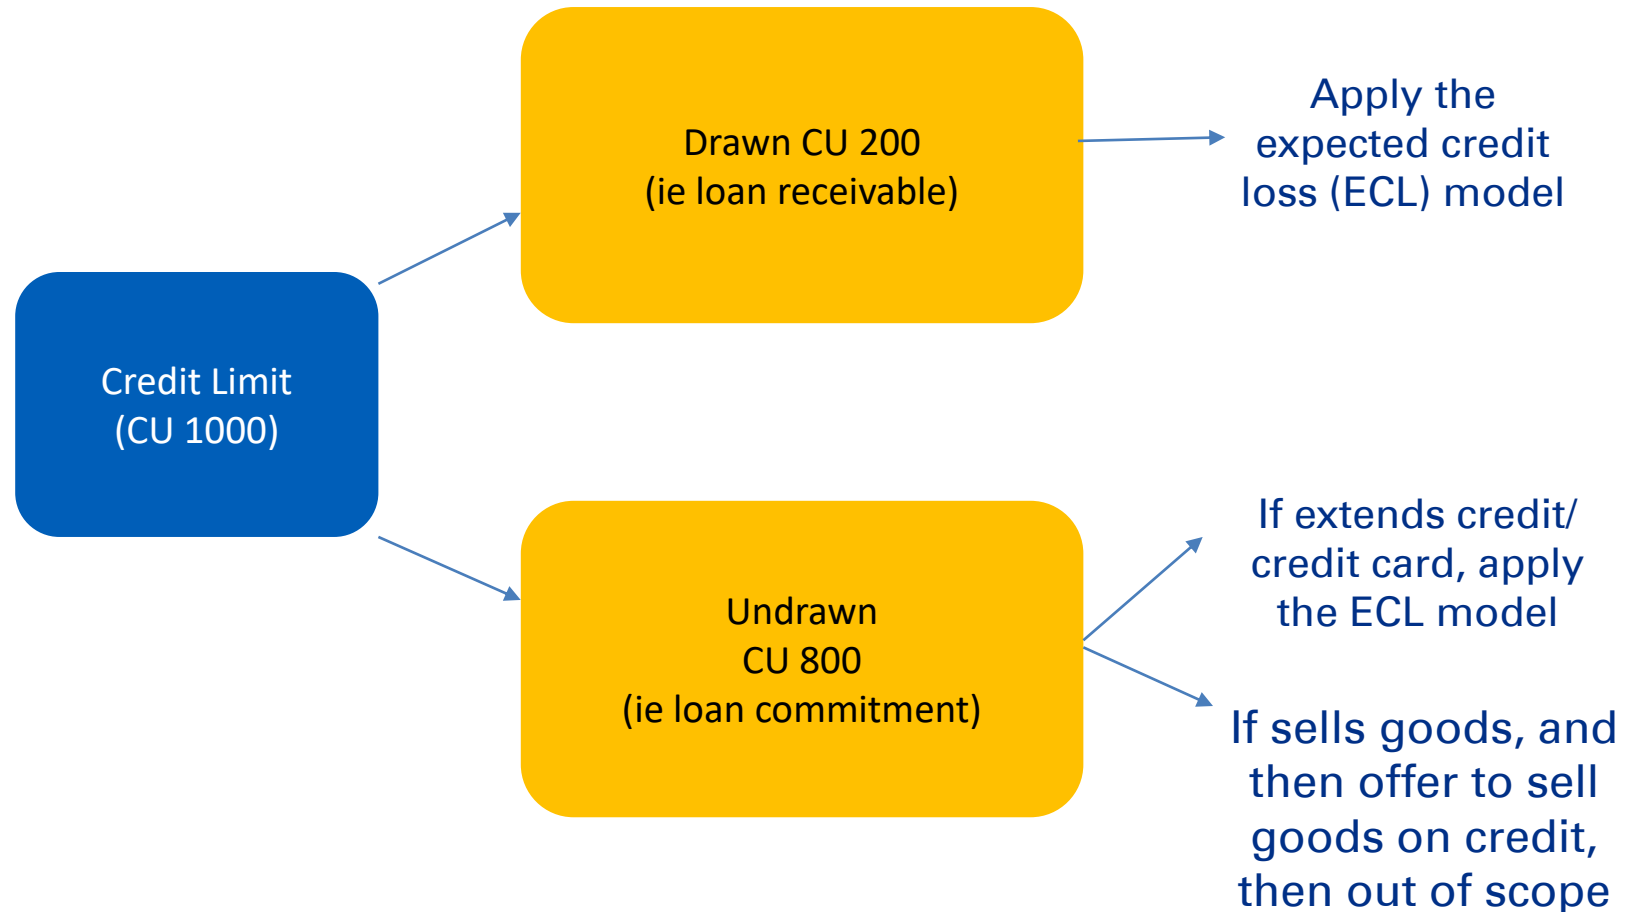 Credit Limit
(CU 1000)
Drawn CU 200
(ie loan receivable)
Apply the
expected credit
loss (ECL) model
Undrawn
CU 800
(ie loan commitment)
If extends credit/
credit card, apply
the ECL model
If sells goods, and
then offer to sell
goods on credit,
then out of scope